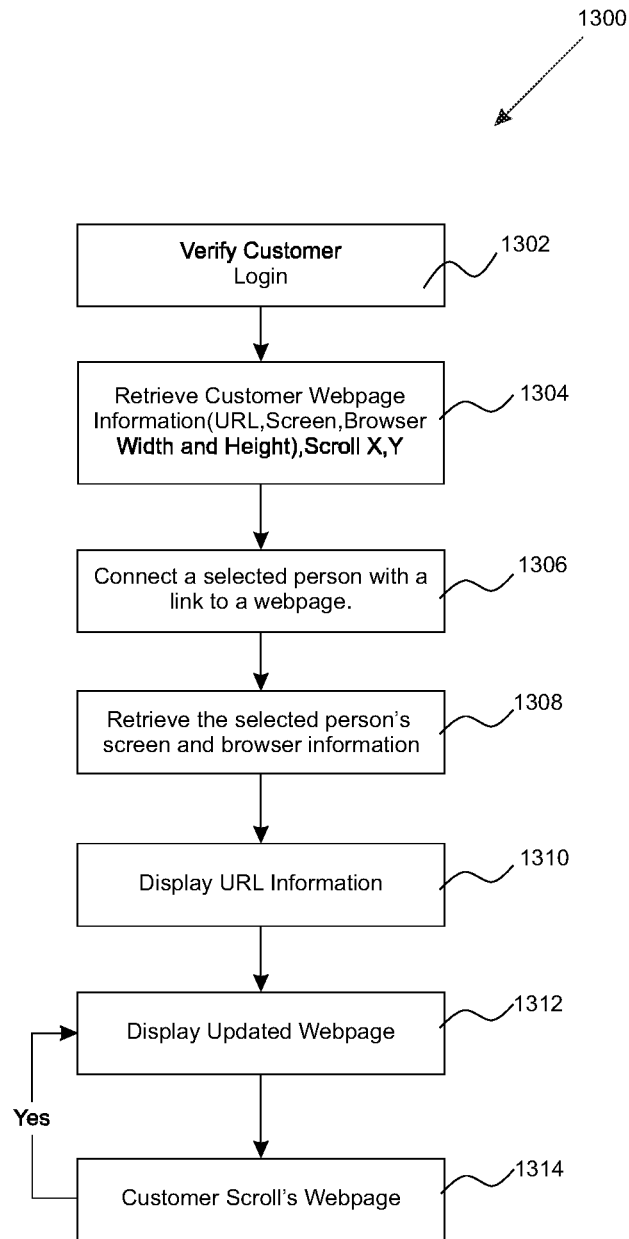 1300
Verify Customer
Login
1302
Retrieve Customer Webpage
Information(URL,Screen,Browser
Width and Height),Scroll X,Y
1304
Connect a selected person with a
link to a webpage.
1306
Retrieve the selected person’s
screen and browser information
1308
Display URL Information
1310
Display Updated Webpage
1312
Yes
Customer Scroll’s Webpage
1314